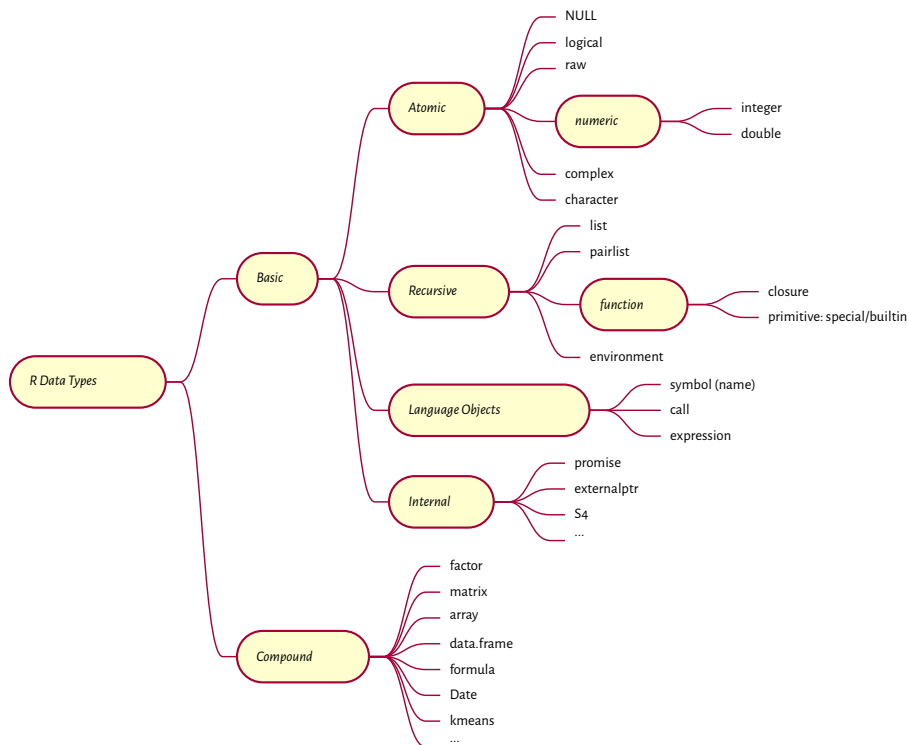 NULL
logical
raw
Atomic
numeric
integer
double
complex
character
list
pairlist
Basic
Recursive
function
closure
primitive: special/builtin
environment
R Data Types
Language Objects
symbol (name)
call
expression
promise
externalptr
Internal
S4
...
factor
matrix
array
data.frame
Compound
formula
Date
kmeans
...